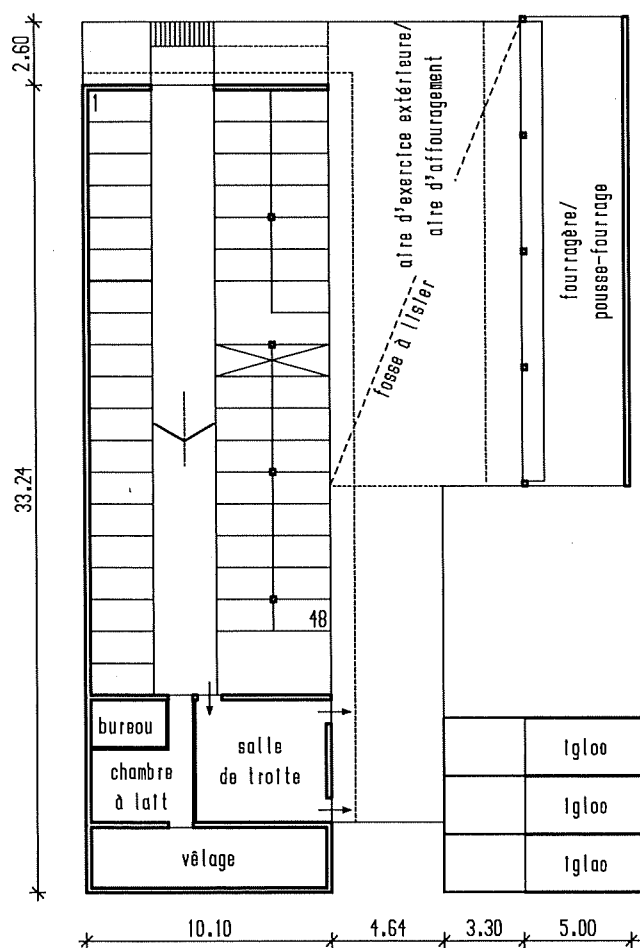 2.60
33.24
1
aire d'exercice extérieure/
aire d'affouragement
fourragère/
pousse-fourrage
fosse à lisier
48
bureau
chambre
à lait
salle
de traite
vêlage
igloo
igloo
igloo
10.10
4.64
3.30
5.00